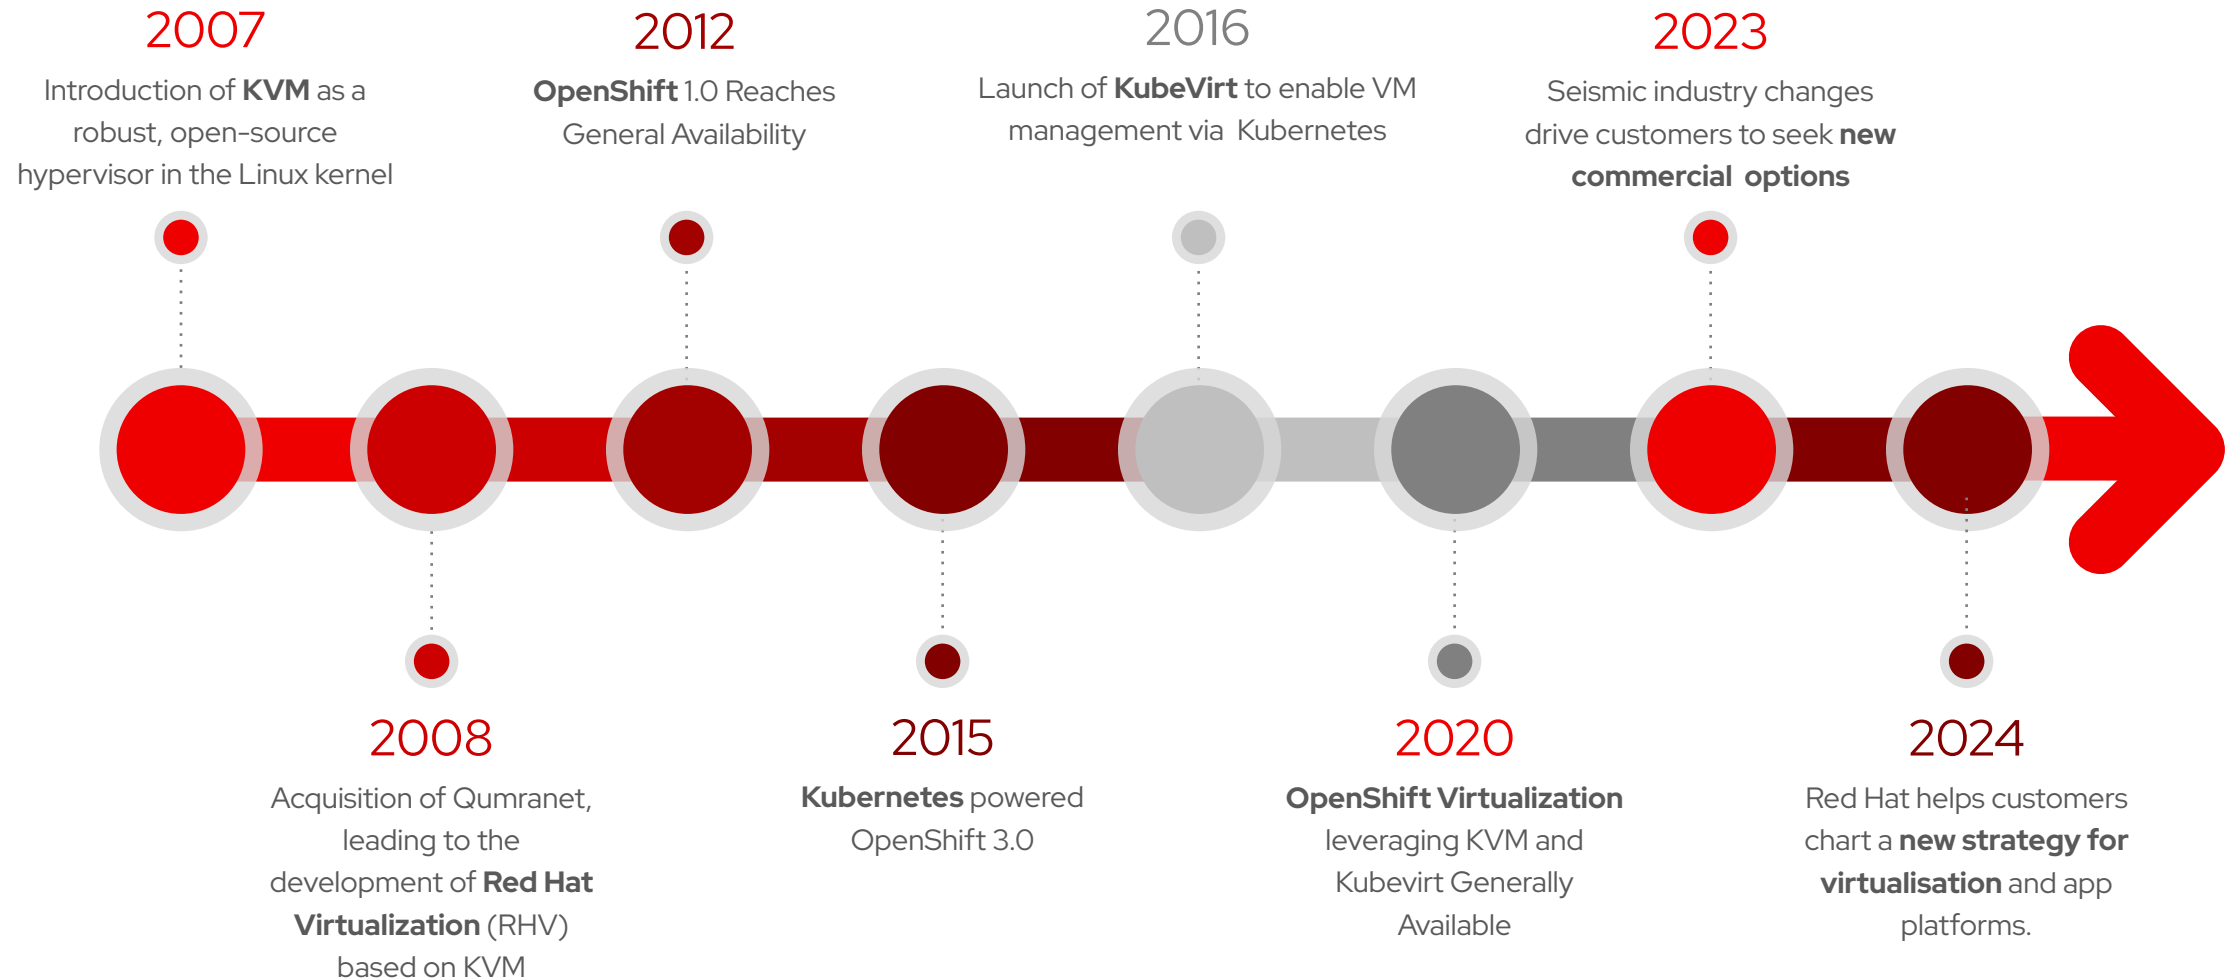 2007
Introduction of KVM as a
robust, open-source
hypervisor in the Linux kernel
2012
OpenShift 1.0 Reaches
General Availability
2016
Launch of KubeVirt to enable VM
management via  Kubernetes
2023
Seismic industry changes
drive customers to seek new
commercial  options
2008
Acquisition of Qumranet,
leading to the
development of Red Hat
Virtualization (RHV)
based on KVM
2015
Kubernetes powered
OpenShift 3.0
2020
OpenShift Virtualization
leveraging KVM and
Kubevirt Generally
Available
2024
Red Hat helps customers
chart a new strategy for
virtualisation and app
platforms.